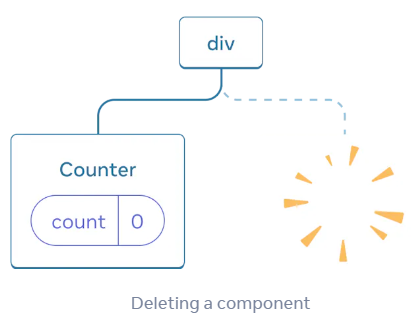 div
Counter
count 0
Deleting a component